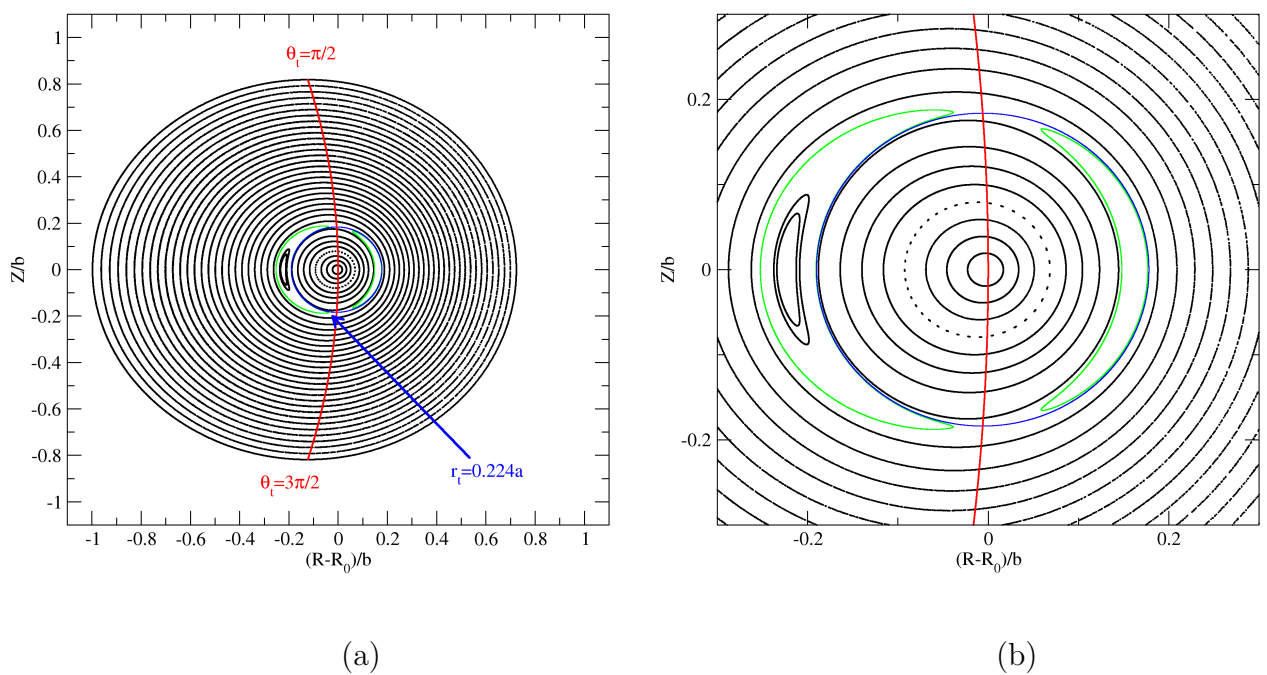 θt=π/2
1
0.8
0.6
0.4
0.2
0
-0.2
-0.4
-0.6
-0.8
-1
Z/b
θt=3π/2
rt=0.224a
-1 -0.8 -0.6 -0.4 -0.2 0 0.2 0.4 0.6 0.8 1
(R-R0)/b
(a)
0.2
0
-0.2
Z/b
-0.2 0 0.2
(R-R0)/b
(b)